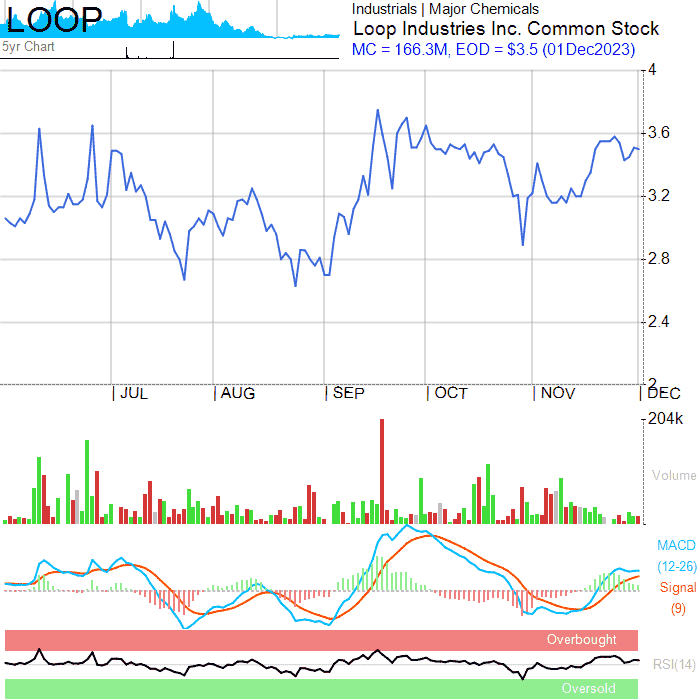 LOOP
5yr Chart
Industrials | Major Chemicals
Loop Industries Inc. Common Stock
MC = 166.3M, EOD = $3.5 (01Dec2023)
4
3.6
3.2
2.8
2.4
2
| JUL | AUG | SEP | OCT | NOV | DEC
204k
Volume
MACD
(12-26)
Signal
(9)
Overbought
RSI(14)
Oversold